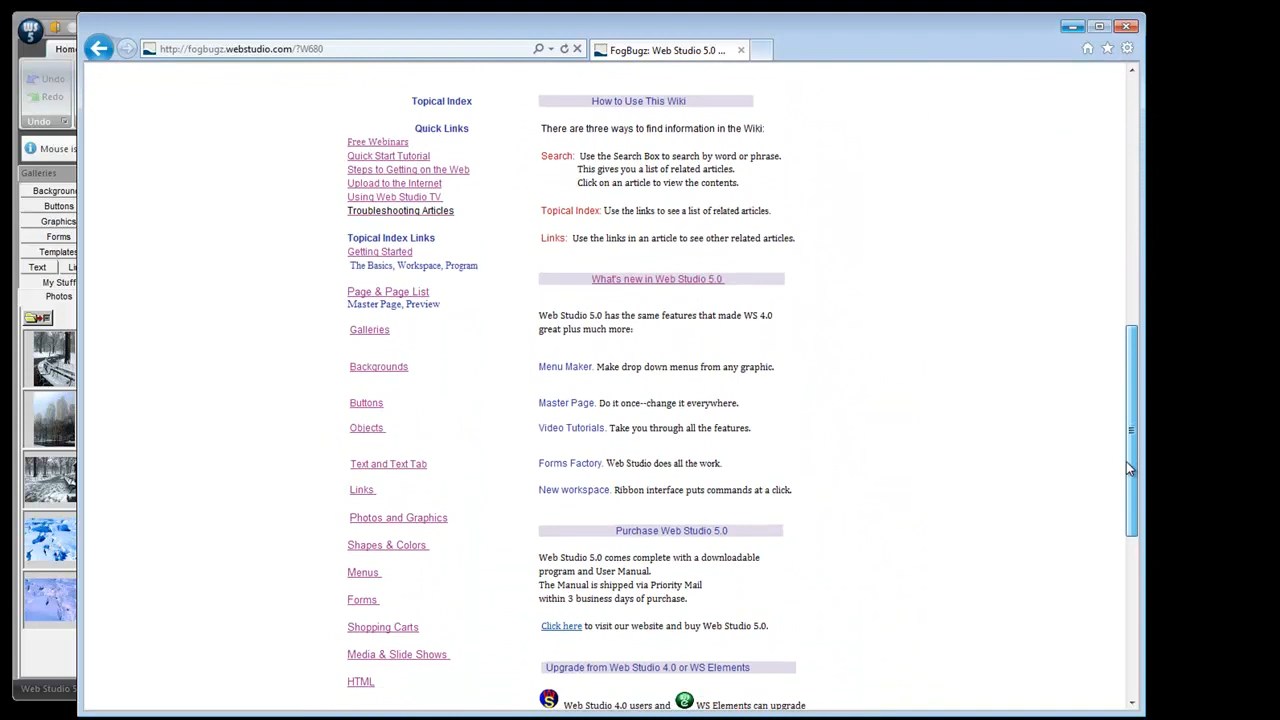 WS
5
Home
Undo
Redo
Undo
Mouse is
Galleries
Background
Buttons
Graphics
Forms
Templates
Text
My Stuff
Photos
Web Studio 5
http://fogbugz.webstudio.com/?W680
FogBugz: Web Studio 5.0 ...
Topical Index
Quick Links
Free Webinars
Quick Start Tutorial
Steps to Getting on the Web
Upload to the Internet
Using Web Studio TV
Troubleshooting Articles
Topical Index Links
Getting Started
The Basics, Workspace, Program
Page & Page List
Master Page, Preview
Galleries
Backgrounds
Buttons
Objects
Text and Text Tab
Links
Photos and Graphics
Shapes & Colors
Menus
Forms
Shopping Carts
Media & Slide Shows
HTML
How to Use This Wiki
There are three ways to find information in the Wiki:
Search: Use the Search Box to search by word or phrase.
This gives you a list of related articles.
Click on an article to view the contents.
Topical Index: Use the links to see a list of related articles.
Links: Use the links in an article to see other related articles.
What's new in Web Studio 5.0
Web Studio 5.0 has the same features that made WS 4.0
great plus much more:
Menu Maker. Make drop down menus from any graphic.
Master Page. Do it once--change it everywhere.
Video Tutorials. Take you through all the features.
Forms Factory. Web Studio does all the work.
New workspace. Ribbon interface puts commands at a click.
Purchase Web Studio 5.0
Web Studio 5.0 comes complete with a downloadable
program and User Manual.
The Manual is shipped via Priority Mail
within 3 business days of purchase.
Click here to visit our website and buy Web Studio 5.0.
Upgrade from Web Studio 4.0 or WS Elements
Web Studio 4.0 users and WS Elements can upgrade